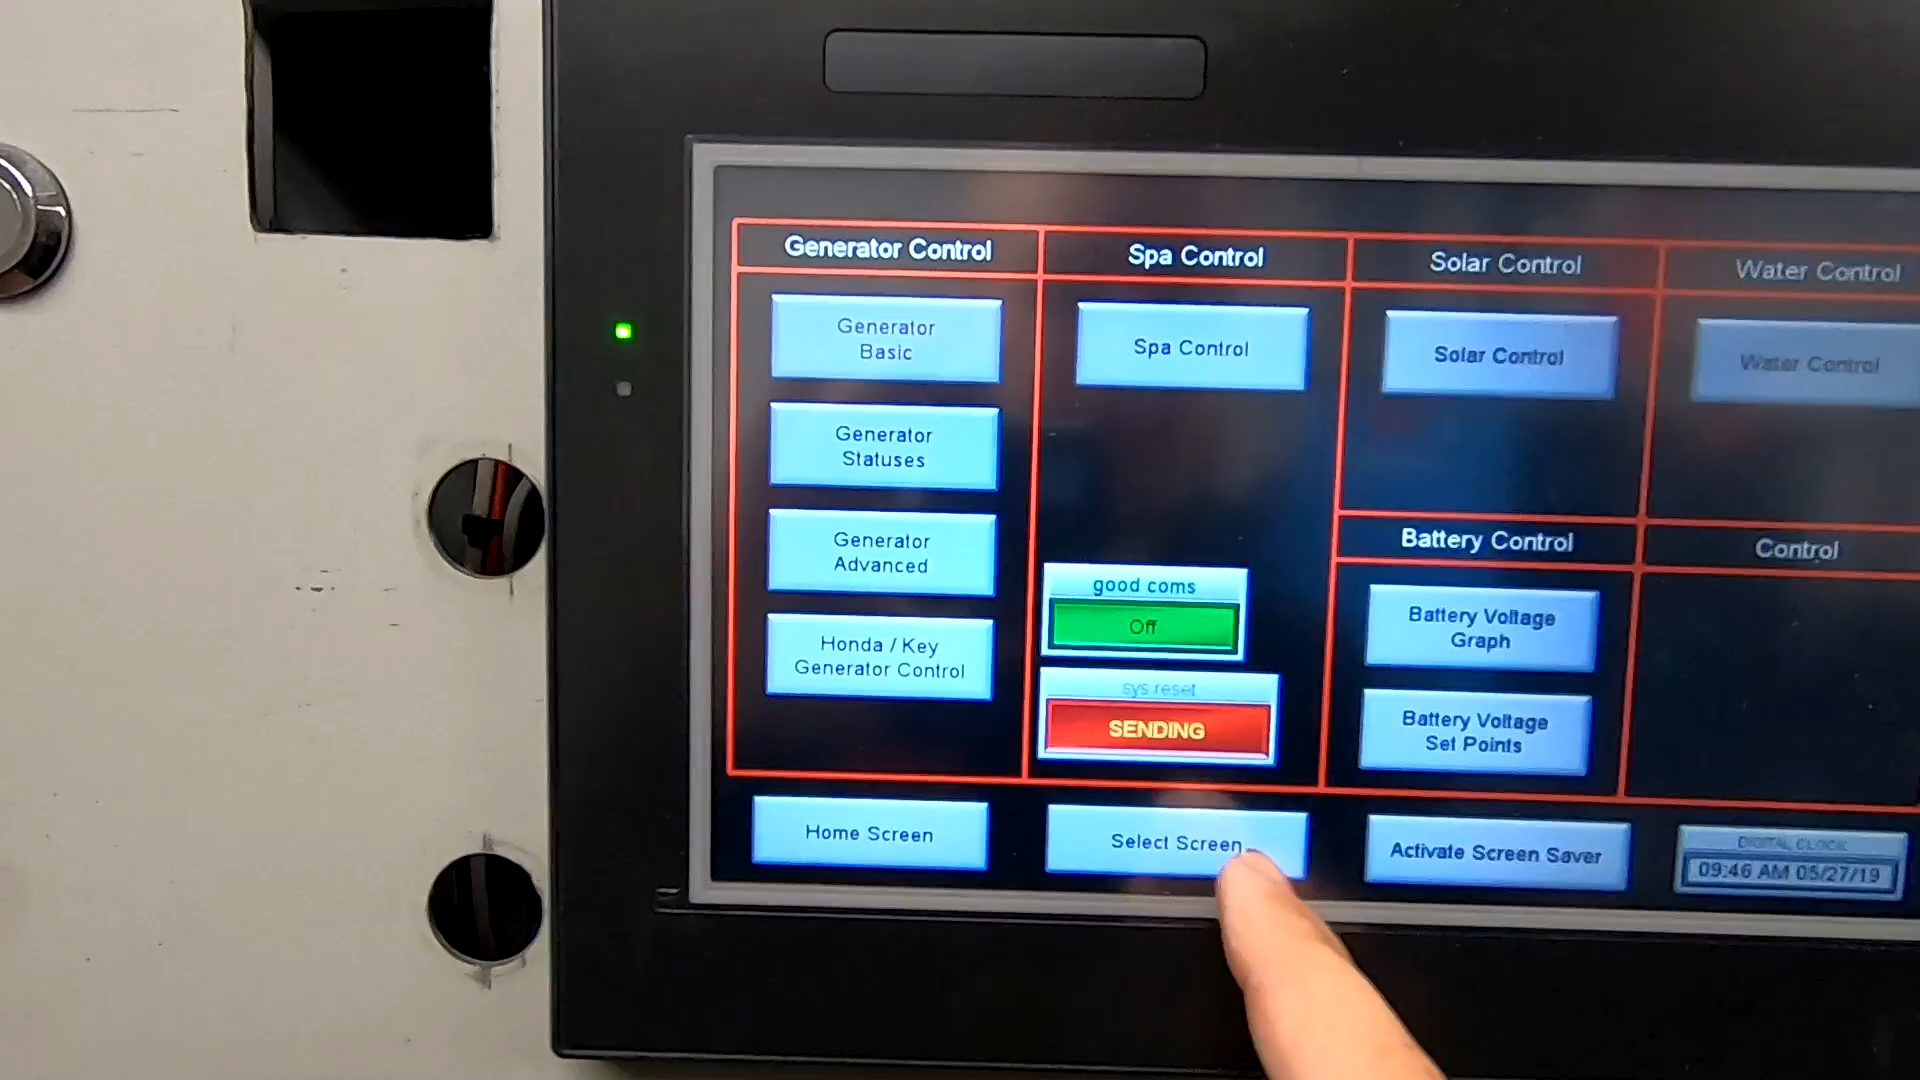 Generator Control
Spa Control
Solar Control
Water Control
Generator
Basic
Spa Control
Solar Control
Water Control
Generator
Statuses
Generator
Advanced
Battery Control
Control
good coms
Off
Battery Voltage
Graph
Honda / Key
Generator Control
sys reset
SENDING
Battery Voltage
Set Points
Home Screen
Select Screen
Activate Screen Saver
DIGITAL CLOCK
09:46 AM 05/27/19